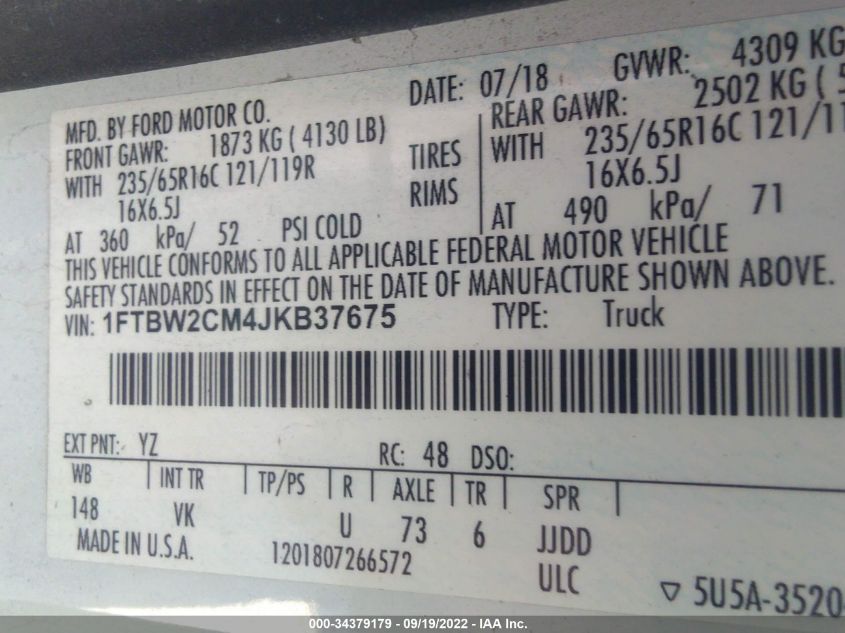 DATE: 07/18 GVWR: 4309 KG
MFD. BY FORD MOTOR CO.
FRONT GAWR: 1873 KG ( 4130 LB)
WITH 235/65R16C 121/119R
16X6.5J
AT 360 kPa/ 52 PSI COLD
TIRES
RIMS
REAR GAWR: 2502 KG (
WITH 235/65R16C 121/11
16X6.5J
AT 490 kPa/ 71
THIS VEHICLE CONFORMS TO ALL APPLICABLE FEDERAL MOTOR VEHICLE
SAFETY STANDARDS IN EFFECT ON THE DATE OF MANUFACTURE SHOWN ABOVE.
VIN: 1FTBW2CM4JKB37675 TYPE: Truck
EXT PNT: YZ RC: 48 DSO:
WB INT TR TP/PS R AXLE TR SPR
148 VK U 73 6 JJDD
MADE IN U.S.A. 1201807266572 ULC
▽ 5U5A-3520
000-34379179 - 09/19/2022 - IAA Inc.